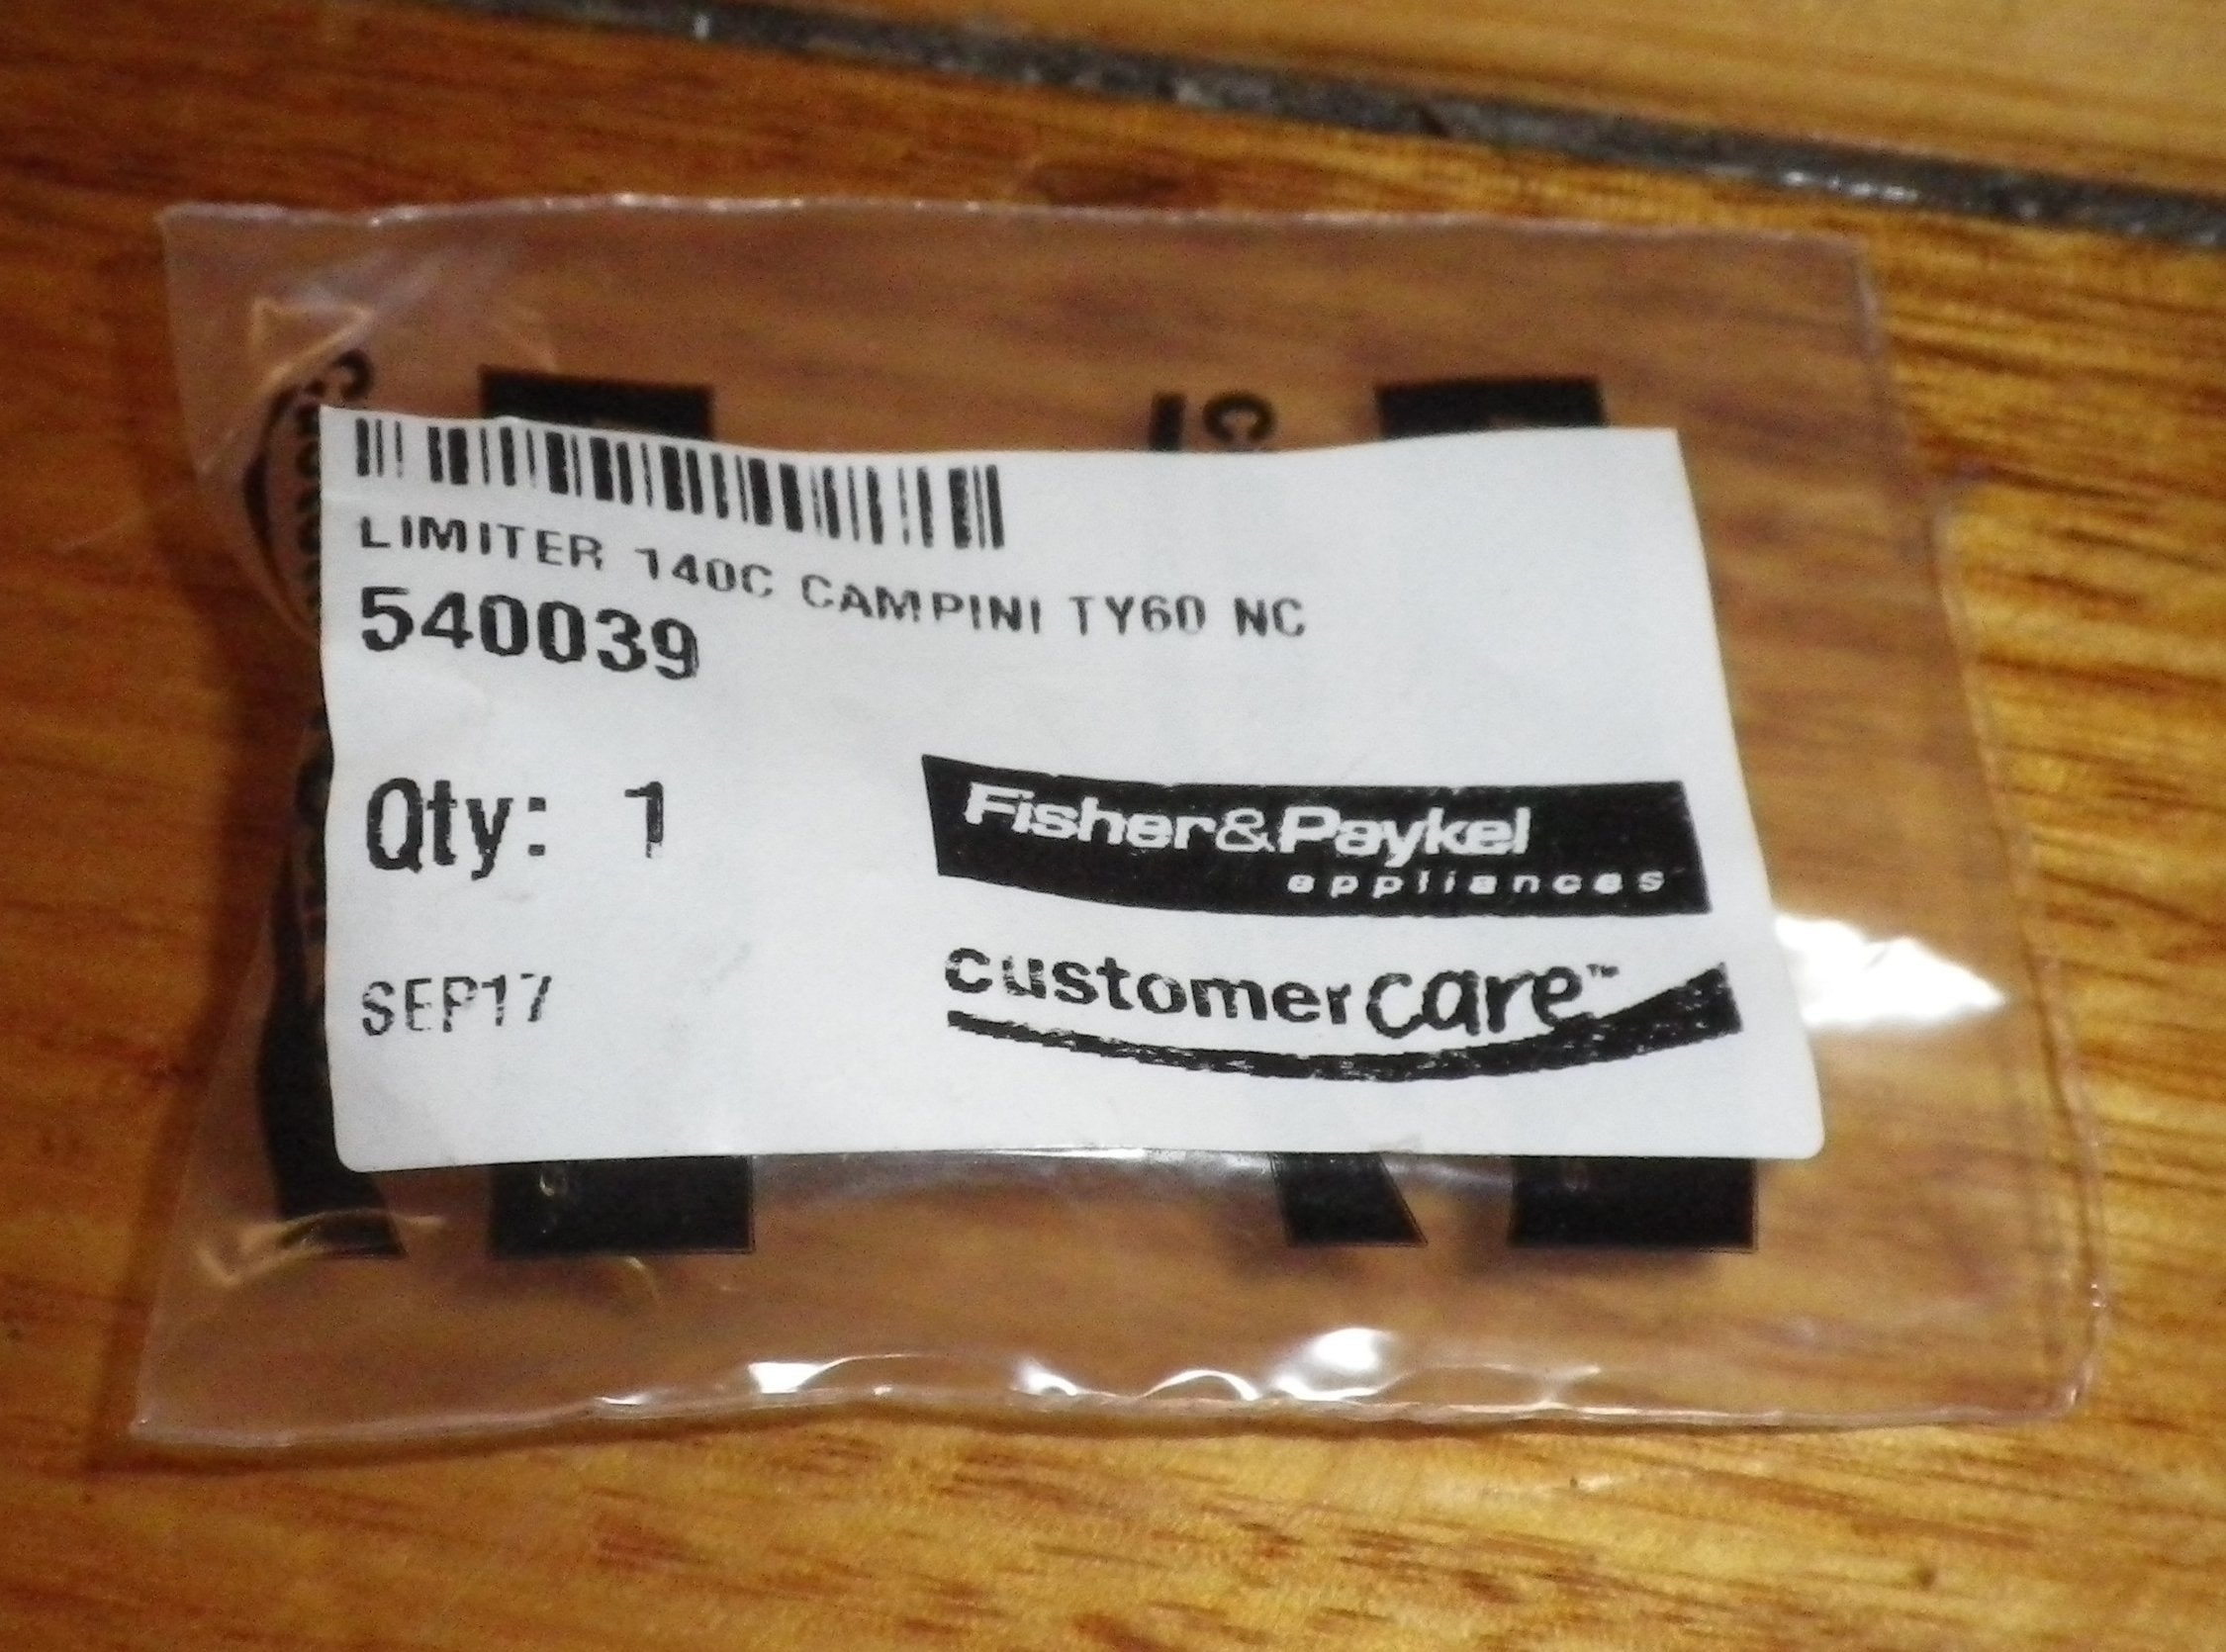 LIMITER 140C CAMPINI TY60 NC
540039
Qty: 1
Fisher&Paykel
appliances
SEP17
customercare™